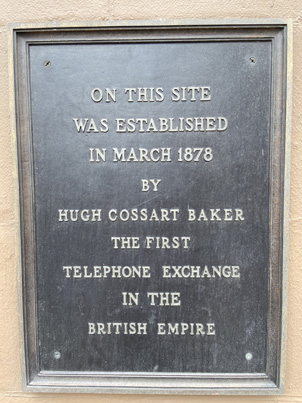 ON THIS SITE
WAS ESTABLISHED
IN MARCH 1878
BY
HUGH COSSART BAKER
THE FIRST
TELEPHONE EXCHANGE
IN THE
BRITISH EMPIRE